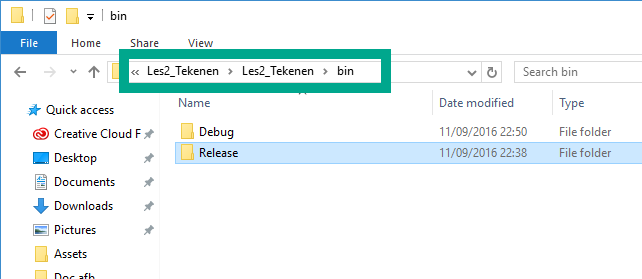 bin
File Home Share View
Les2_Tekenen Les2_Tekenen bin Search bin
Name Date modified Type
Quick access
Creative Cloud F
Desktop
Documents
Downloads
Pictures
Assets
Doc afb
Debug 11/09/2016 22:50 File folder
Release 11/09/2016 22:38 File folder